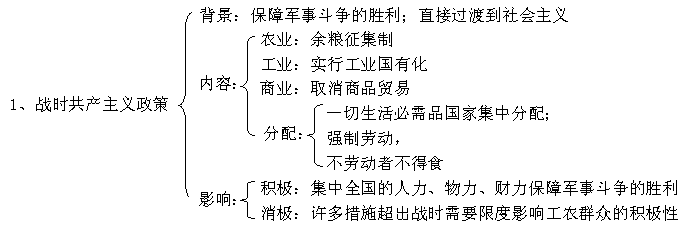 背景：保障军事斗争的胜利；直接过渡到社会主义
农业：余粮征集制
工业：实行工业国有化
内容：
商业：取消商品贸易
1、战时共产主义政策
一切生活必需品国家集中分配；
分配：
强制劳动，
不劳动者不得食
积极：集中全国的人力、物力、财力保障军事斗争的胜利
影响：
消极：许多措施超出战时需要限度影响工农群众的积极性